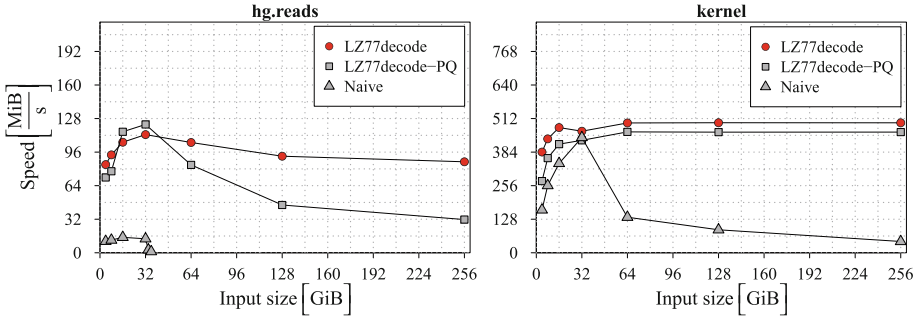 hg.reads
Speed [MiB/s]
192
160
128
96
64
32
0
LZ77decode
LZ77decode−PQ
Naive
0 32 64 96 128 160 192 224 256
Input size [GiB]
kernel
768
640
512
384
256
128
0
LZ77decode
LZ77decode−PQ
Naive
0 32 64 96 128 160 192 224 256
Input size [GiB]